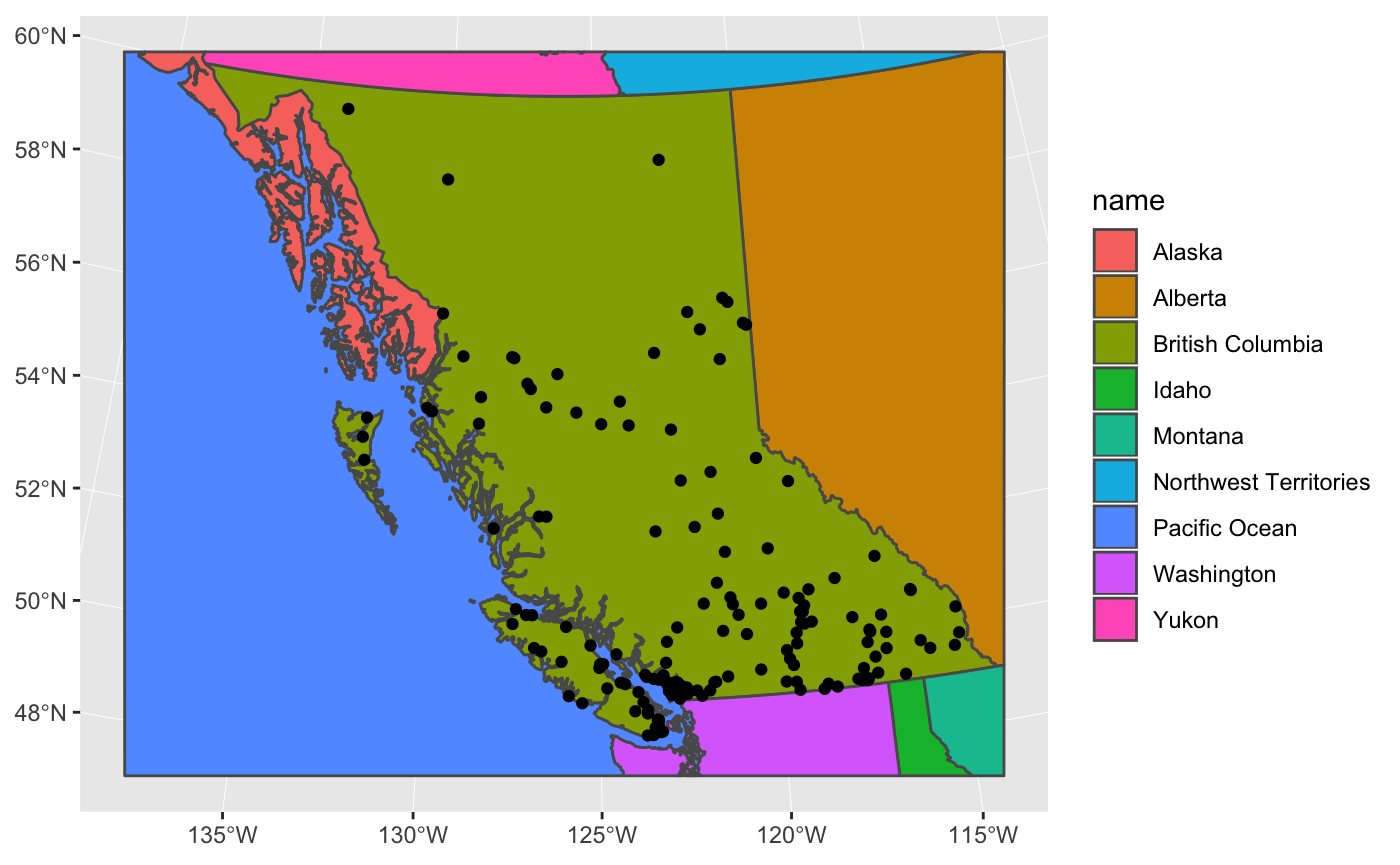 60°N
58°N
56°N
54°N
52°N
50°N
48°N
135°W
130°W
125°W
120°W
115°W
name
Alaska
Alberta
British Columbia
Idaho
Montana
Northwest Territories
Pacific Ocean
Washington
Yukon